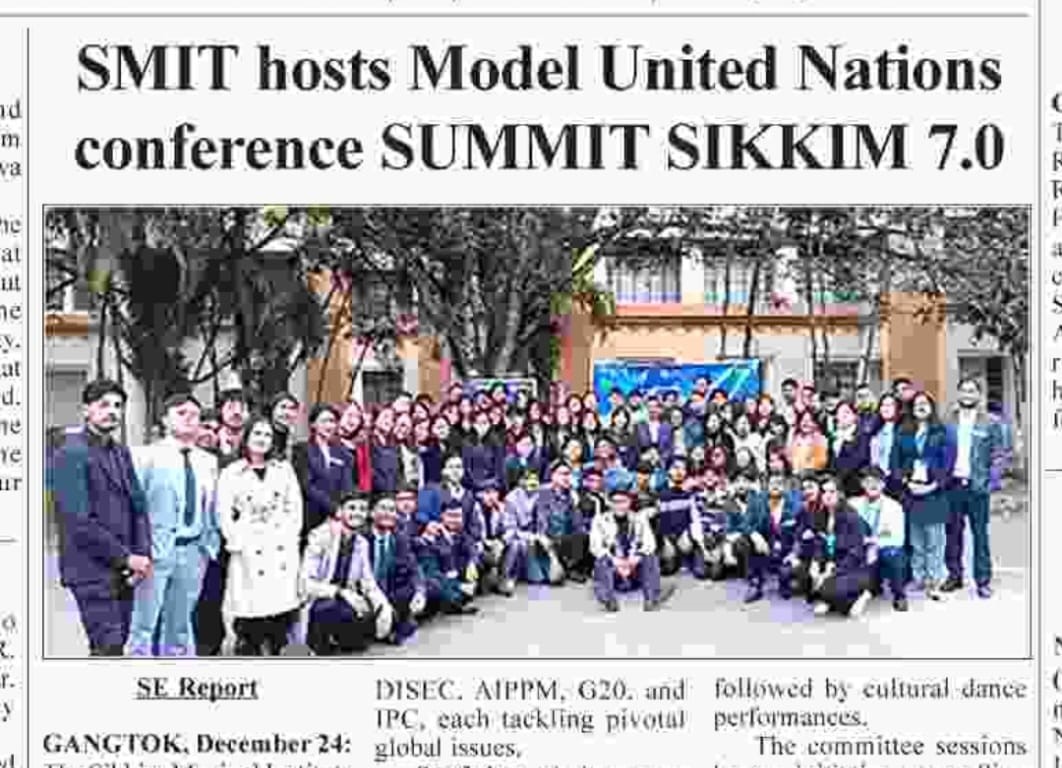 SMIT hosts Model United Nations
conference SUMMIT SIKKIM 7.0
SE Report
GANGTOK, December 24:
DISEC, AIPPM, G20, and
IPC, each tackling pivotal
global issues.
followed by cultural dance
performances.
The committee sessions